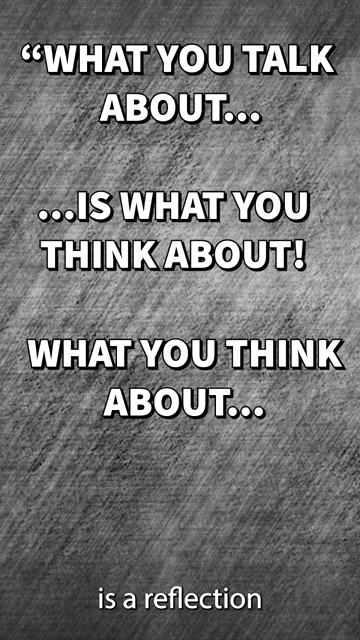 “WHAT YOU TALK
ABOUT...
...IS WHAT YOU
THINK ABOUT!
WHAT YOU THINK
ABOUT...
is a reflection